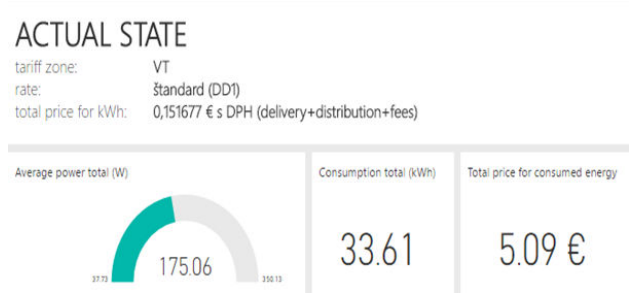 ACTUAL STATE
tariff zone: VT
rate: štandard (DD1)
total price for kWh: 0,151677 € s DPH (delivery+distribution+fees)
Average power total (W)
175.06
37.73
350.13
Consumption total (kWh)
33.61
Total price for consumed energy
5.09 €